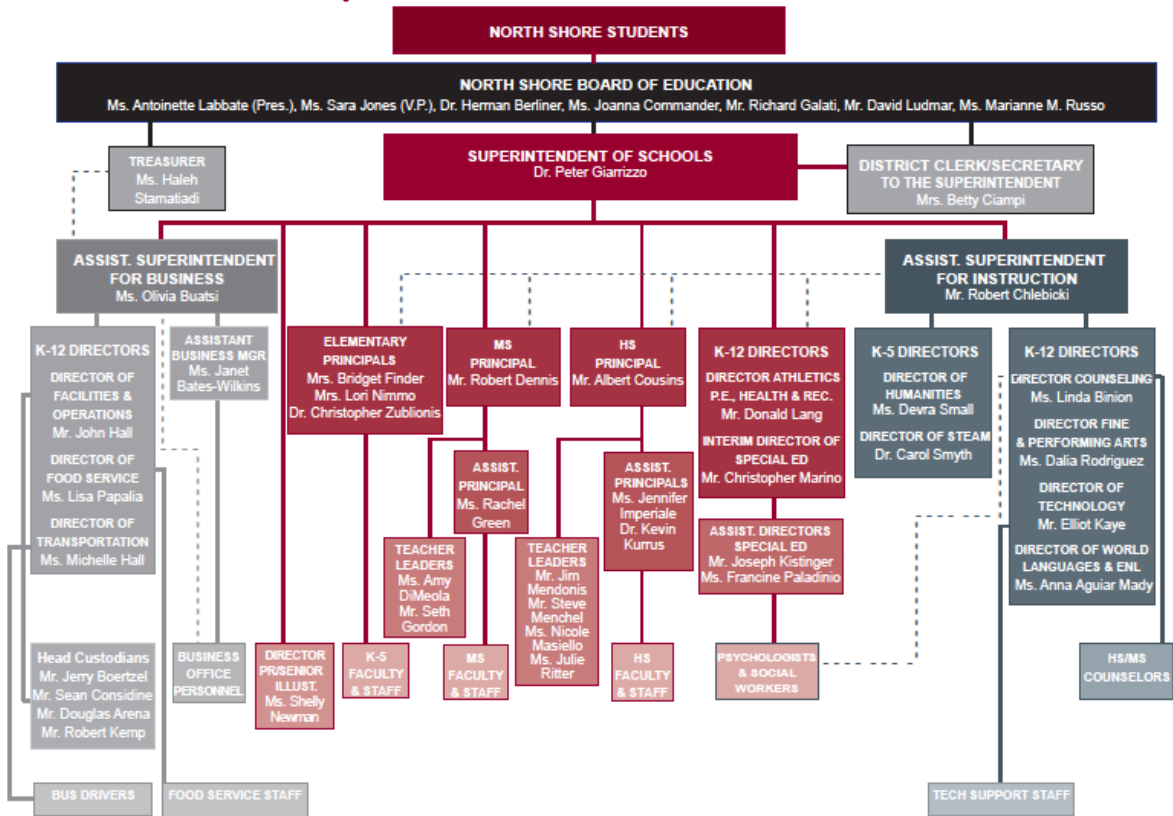 NORTH SHORE STUDENTS
NORTH SHORE BOARD OF EDUCATION
Ms. Antoinette Labbate (Pres.), Ms. Sara Jones (V.P.), Dr. Herman Berliner, Ms. Joanna Commander, Mr. Richard Galati, Mr. David Ludmar, Ms. Marianne M. Russo
TREASURER
Ms. Haleh
Stamatiadi
SUPERINTENDENT OF SCHOOLS
Dr. Peter Giarrizzo
DISTRICT CLERK/SECRETARY
TO THE SUPERINTENDENT
Mrs. Betty Ciampi
ASSIST. SUPERINTENDENT
FOR BUSINESS
Ms. Olivia Buatsi
ASSIST. SUPERINTENDENT
FOR INSTRUCTION
Mr. Robert Chlebicki
K-12 DIRECTORS
DIRECTOR OF
FACILITIES &
OPERATIONS
Mr. John Hall
DIRECTOR OF
FOOD SERVICE
Ms. Lisa Papalia
DIRECTOR OF
TRANSPORTATION
Ms. Michelle Hall
ASSISTANT
BUSINESS MGR
Ms. Janet
Bates-Wilkins
ELEMENTARY
PRINCIPALS
Mrs. Bridget Finder
Mrs. Lori Nimmo
Dr. Christopher Zublionis
MS
PRINCIPAL
Mr. Robert Dennis
HS
PRINCIPAL
Mr. Albert Cousins
K-12 DIRECTORS
DIRECTOR ATHLETICS
P.E., HEALTH & REC.
Mr. Donald Lang
INTERIM DIRECTOR OF
SPECIAL ED
Mr. Christopher Marino
K-5 DIRECTORS
DIRECTOR OF
HUMANITIES
Ms. Devra Small
DIRECTOR OF STEAM
Dr. Carol Smyth
K-12 DIRECTORS
DIRECTOR COUNSELING
Ms. Linda Binion
DIRECTOR FINE
& PERFORMING ARTS
Ms. Dalia Rodriguez
DIRECTOR OF
TECHNOLOGY
Mr. Elliot Kaye
DIRECTOR OF WORLD
LANGUAGES & ENL
Ms. Anna Aguiar Mady
ASSIST.
PRINCIPAL
Ms. Rachel
Green
ASSIST.
PRINCIPALS
Ms. Jennifer
Imperiale
Dr. Kevin
Kurrus
ASSIST. DIRECTORS
SPECIAL ED
Mr. Joseph Kistinger
Ms. Francine Paladinio
TEACHER
LEADERS
Ms. Amy
DiMeola
Mr. Seth
Gordon
TEACHER
LEADERS
Mr. Jim
Mendonis
Mr. Steve
Menchel
Ms. Nicole
Masiello
Ms. Julie
Ritter
Head Custodians
Mr. Jerry Boertzel
Mr. Sean Considine
Mr. Douglas Arena
Mr. Robert Kemp
BUSINESS
OFFICE
PERSONNEL
DIRECTOR
PR/SENIOR
ILLUST.
Ms. Shelly
Newman
K-5
FACULTY
& STAFF
MS
FACULTY
& STAFF
HS
FACULTY
& STAFF
PSYCHOLOGISTS
& SOCIAL
WORKERS
HS/MS
COUNSELORS
BUS DRIVERS
FOOD SERVICE STAFF
TECH SUPPORT STAFF